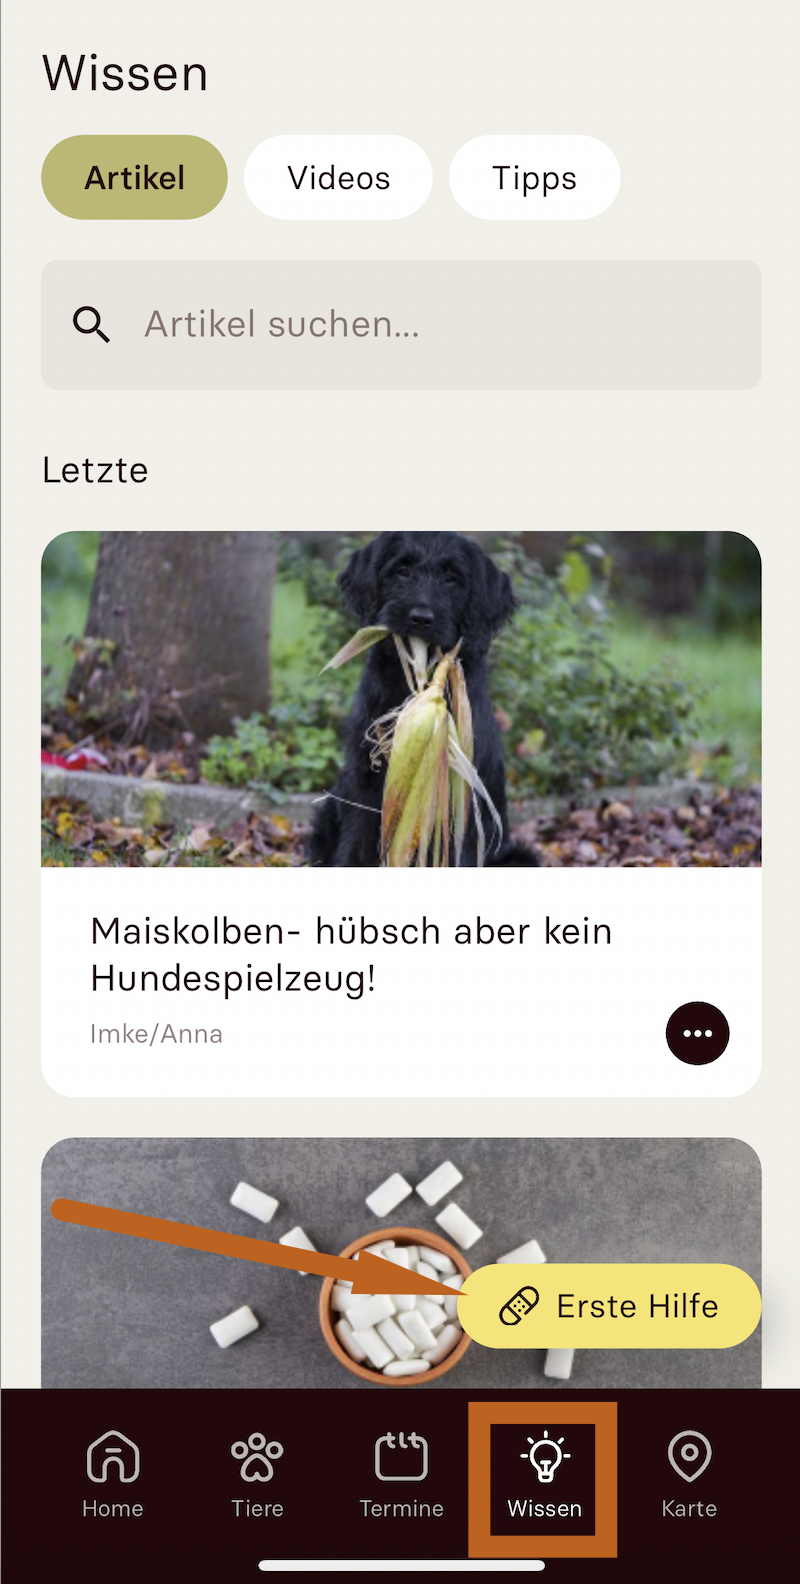 Wissen
Artikel
Videos
Tipps
Artikel suchen...
Letzte
Maiskolben- hübsch aber kein
Hundespielzeug!
Imke/Anna
Erste Hilfe
Home
Tiere
Termine
Wissen
Karte